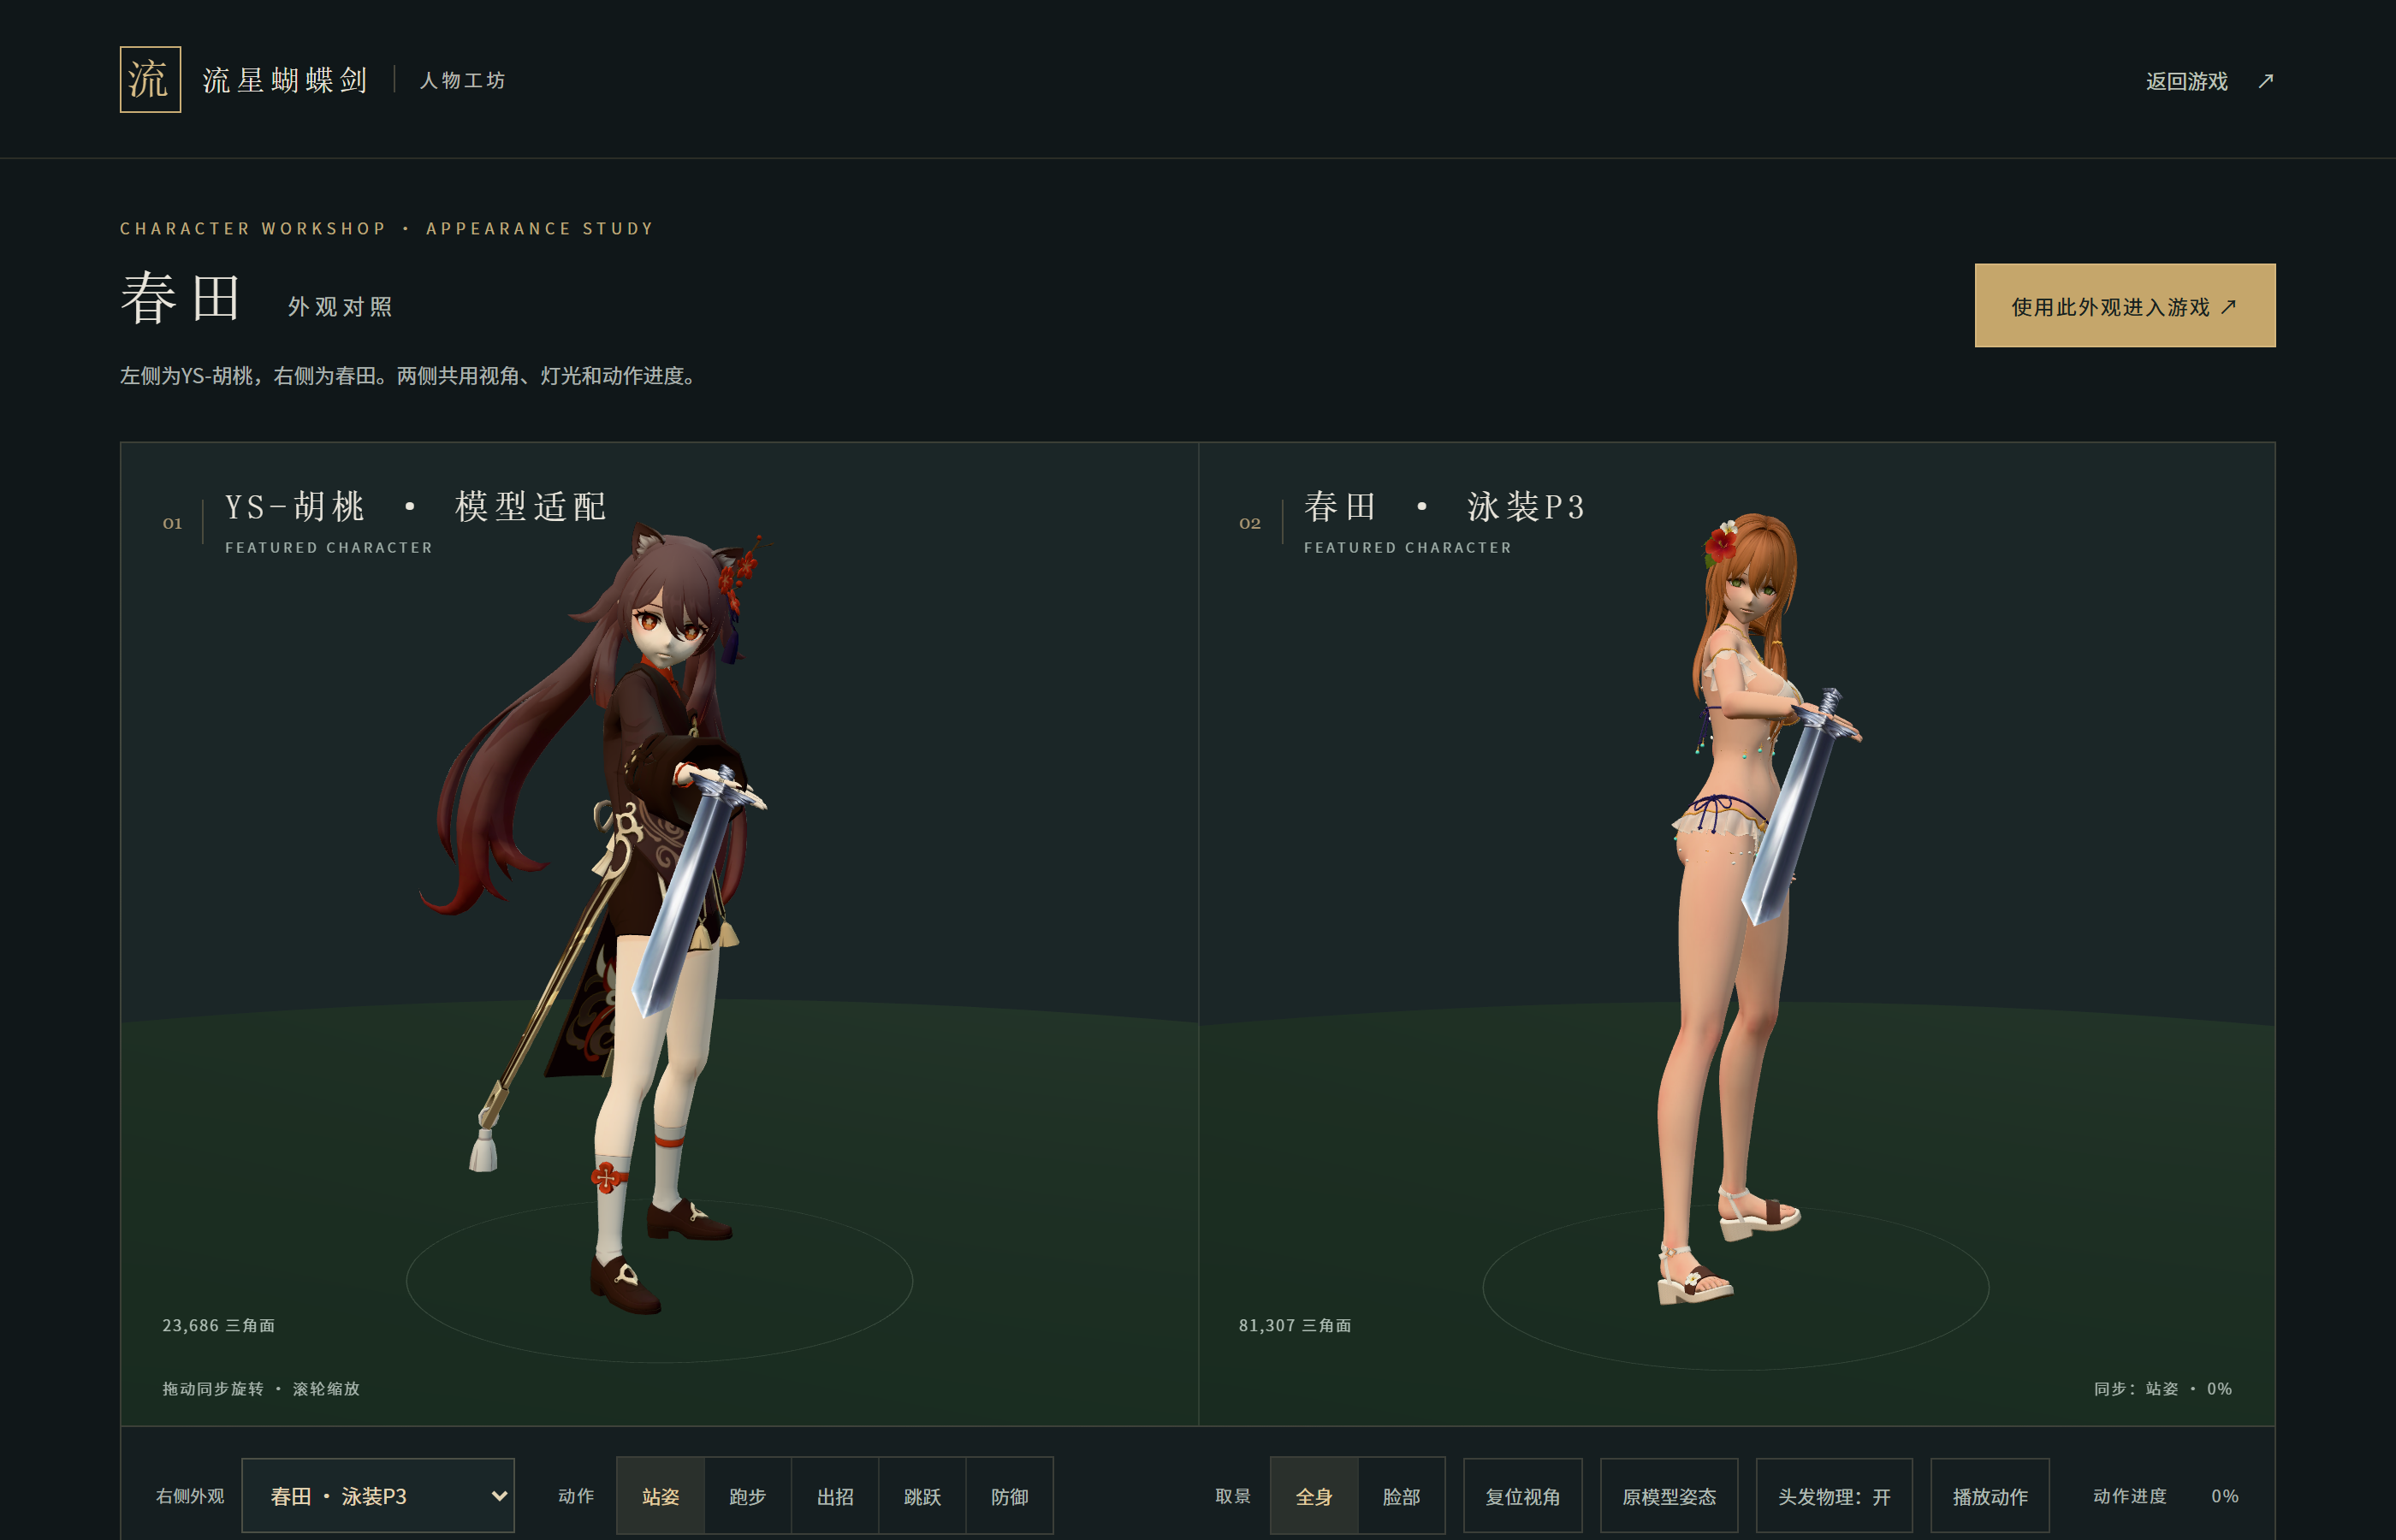 流 流星蝴蝶剑 人物工坊 返回游戏 ↗
CHARACTER WORKSHOP · APPEARANCE STUDY
春田 外观对照
使用此外观进入游戏 ↗
左侧为YS-胡桃，右侧为春田。两侧共用视角、灯光和动作进度。
01 YS-胡桃 · 模型适配
FEATURED CHARACTER
02 春田 · 泳装P3
FEATURED CHARACTER
23,686 三角面
81,307 三角面
拖动同步旋转 · 滚轮缩放
同步：站姿 · 0%
右侧外观 春田 · 泳装P3 动作 站姿 跑步 出招 跳跃 防御 取景 全身 脸部 复位视角 原模型姿态 头发物理：开 播放动作 动作进度 0%